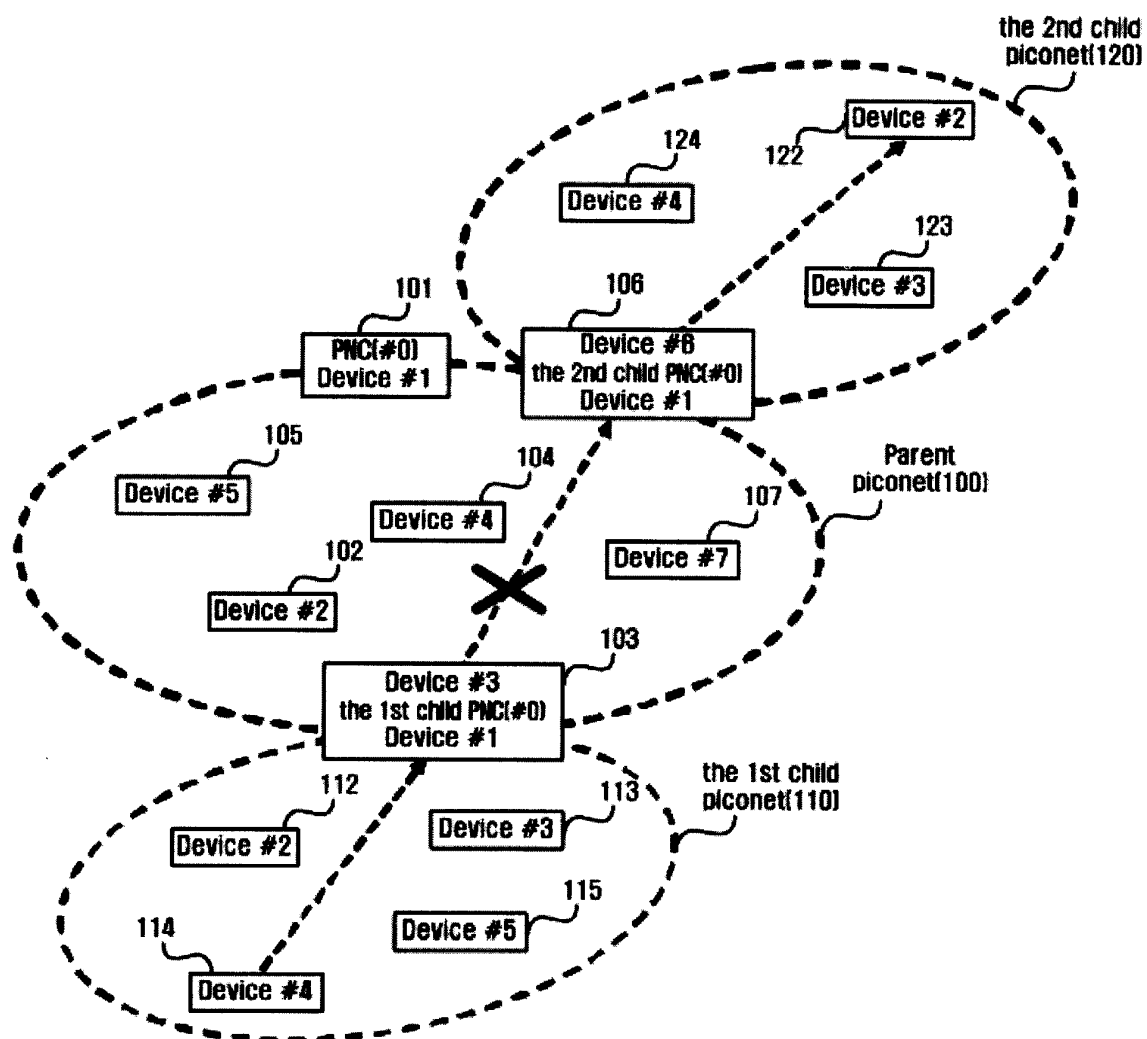 the 2nd child
piconet(120)
Device #2
122
124
Device #4
123
Device #3
101
PNC(#0)
Device #1
106
Device #6
the 2nd child PNC(#0)
Device #1
105
Device #5
104
Device #4
Parent
piconet(100)
107
Device #7
102
Device #2
103
Device #3
the 1st child PNC(#0)
Device #1
the 1st child
piconet(110)
112
Device #2
113
Device #3
115
Device #5
114
Device #4